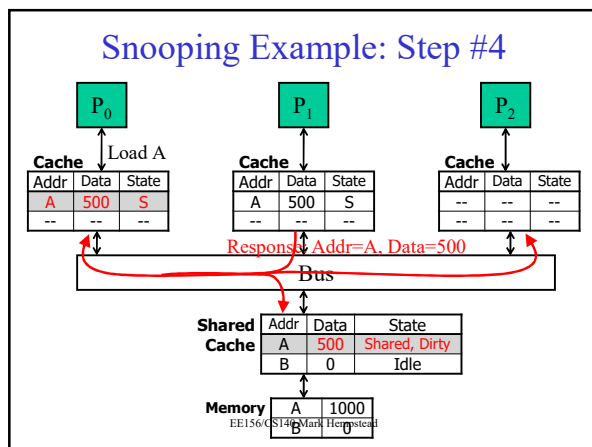 Snooping Example: Step #4
P0 P1 P2
Load A
Cache Cache Cache
Addr Data State Addr Data State Addr Data State
A 500 S A 500 S -- -- --
-- -- -- -- -- -- -- -- --
Response: Addr=A, Data=500
Bus
Shared Cache
Addr Data State
A 500 Shared, Dirty
B 0 Idle
Memory
A 1000
B 0
EE156/CS140 Mark Hempstead